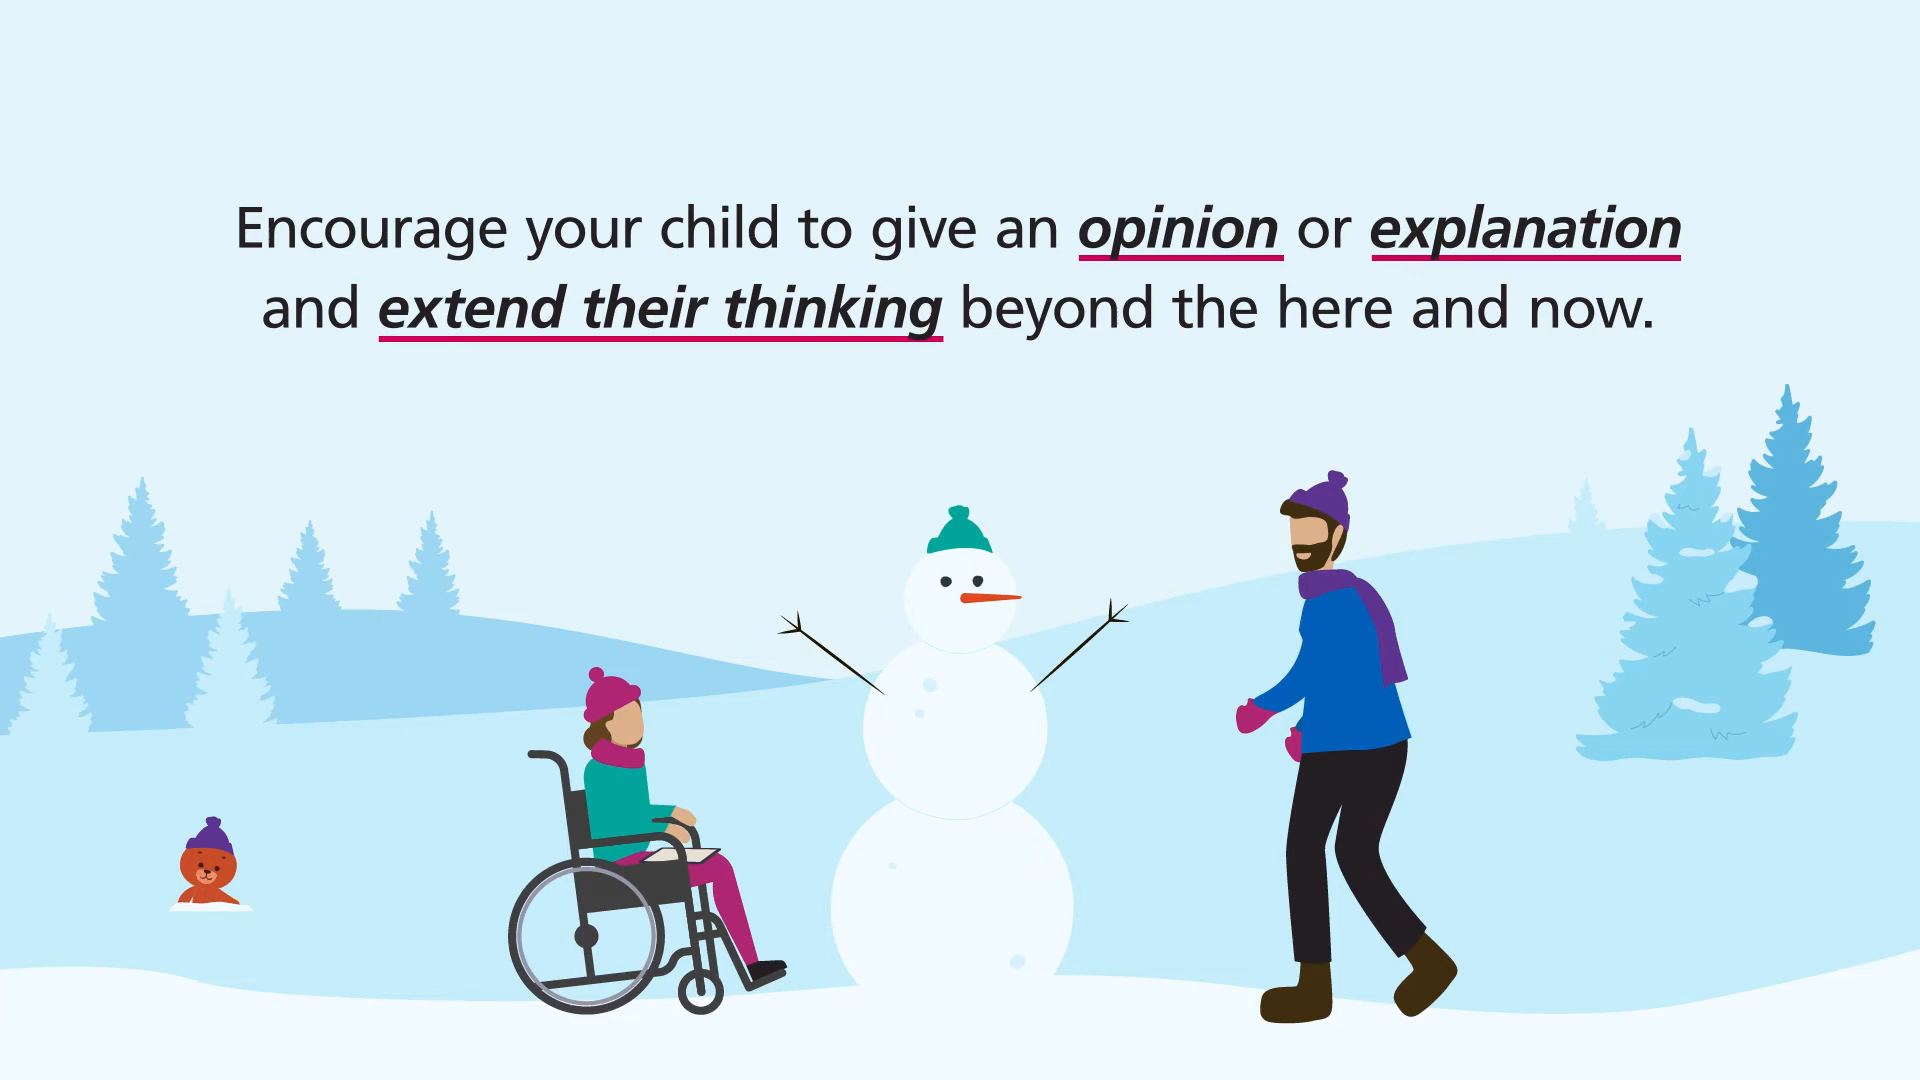 Encourage your child to give an opinion or explanation
and extend their thinking beyond the here and now.